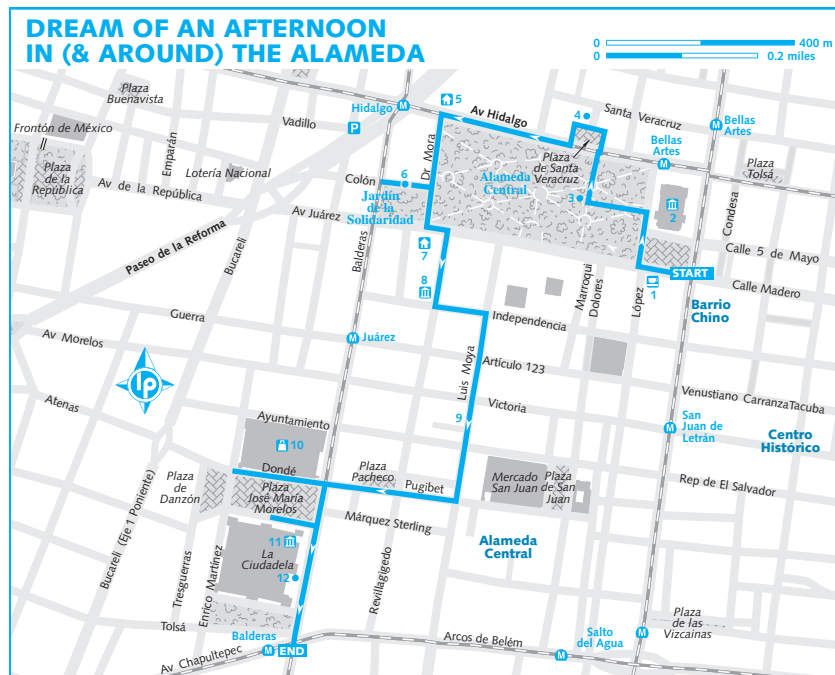 DREAM OF AN AFTERNOON
IN (& AROUND) THE ALAMEDA
0 400 m
0 0.2 miles
Plaza
Buenavista
Hidalgo M
5
Av Hidalgo
4
Santa Veracruz
M Bellas
Artes
Bellas
Artes
M
Frontón de México
Emparán
Vadillo
P
Plaza
de Santa
Veracruz
Plaza
Tolsá
Plaza
de la
República
Lotería Nacional
Dr. Mora
6
Colón
Alameda
Central
3
2
Condesa
Av de la República
Jardín
de la
Solidaridad
Av Juárez
Paseo de la Reforma
Bucareli
Balderas
7
8
Marroqui
Dolores
López
1
START
Calle 5 de Mayo
Calle Madero
Barrio
Chino
Guerra
Independencia
Av Morelos
M Juárez
Artículo 123
lp
Luis Moya
Atenas
Victoria
Venustiano Carranza
Tacuba
9
Ayuntamiento
San
Juan de
Letrán
M
Centro
Histórico
10
Dondé
Plaza
Pacheco
Pugibet
Mercado
San Juan
Plaza
de San
Juan
Rep de El Salvador
Plaza
de
Danzón
Plaza
José María
Morelos
Márquez Sterling
Bucareli (Eje 1 Poniente)
11
La
Ciudadela
12
Alameda
Central
Tresguerras
Enrico Martínez
Revillagigedo
Tolsá
Balderas
M END
Av Chapultepec
Arcos de Belém
M
Salto
del Agua
M
Plaza
de las
Vizcainas